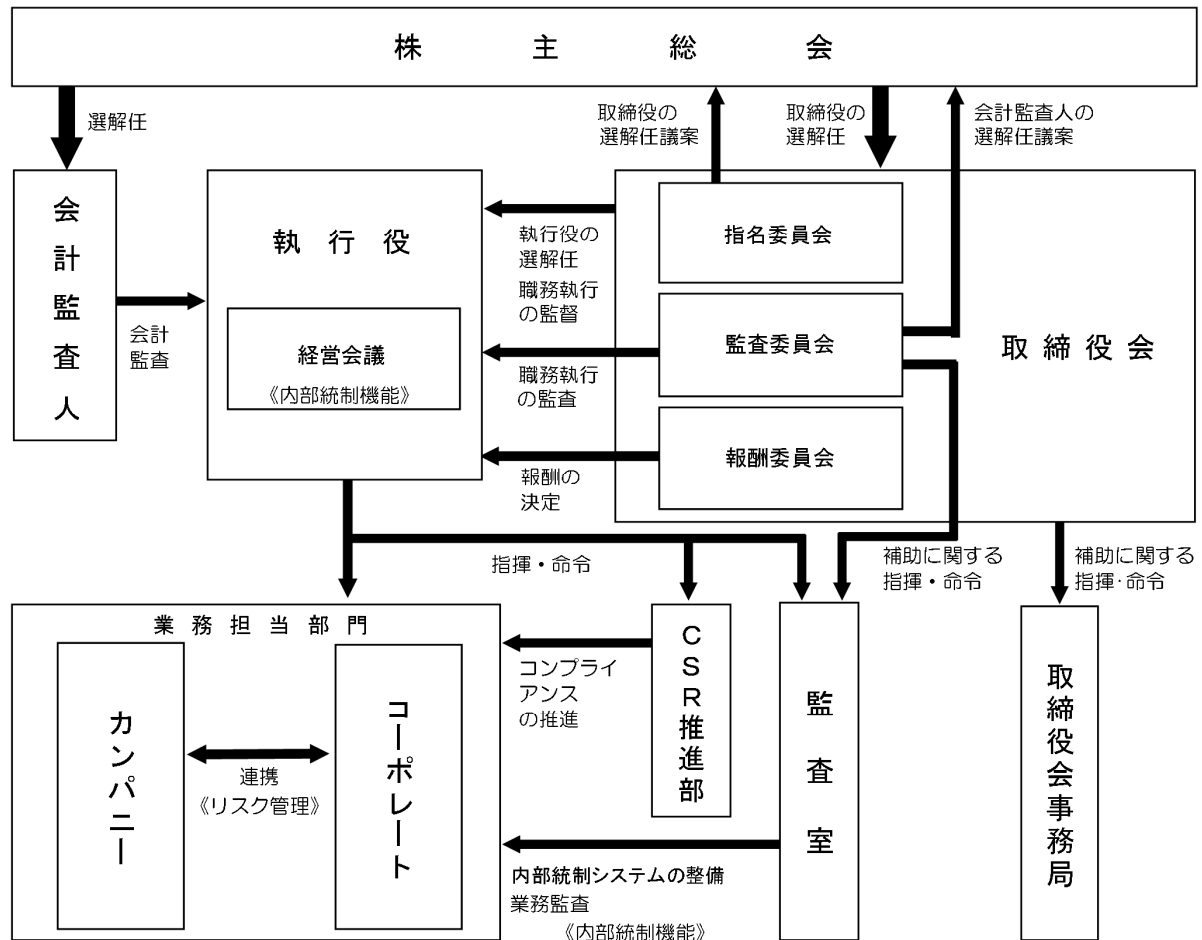 株主総会
選解任
取締役の
選解任議案
取締役の
選解任
会計監査人の
選解任議案
会計監査人
会計
監査
執行役
経営会議
《内部統制機能》
執行役の
選解任
職務執行
の監督
職務執行
の監査
報酬の
決定
指名委員会
監査委員会
報酬委員会
取締役会
指揮・命令
補助に関する
指揮・命令
補助に関する
指揮・命令
業務担当部門
カンパニー
連携
《リスク管理》
コーポレート
コンプライ
アンス
の推進
CSR推進部
監査室
取締役会事務局
内部統制システムの整備
業務監査
《内部統制機能》